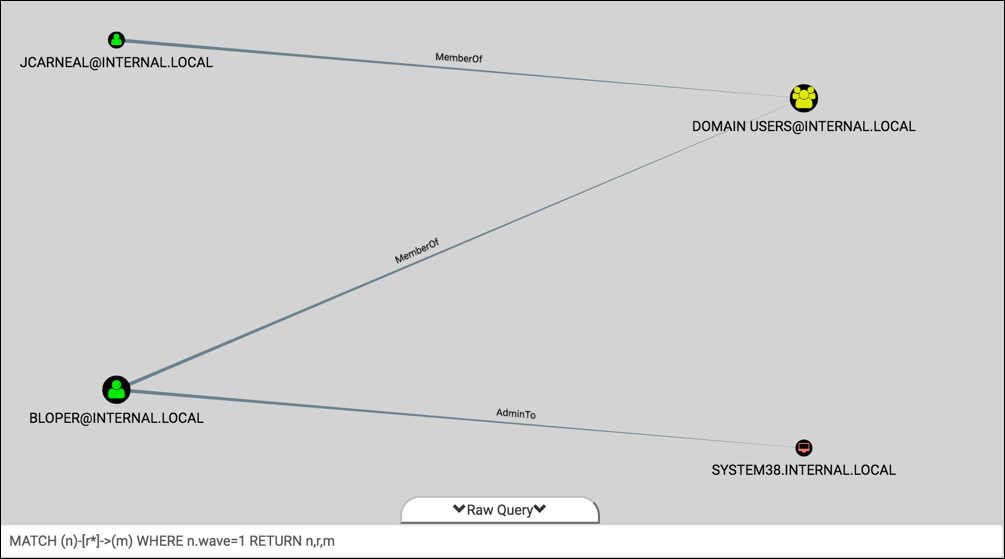 JCARNEAL@INTERNAL.LOCAL
MemberOf
DOMAIN USERS@INTERNAL.LOCAL
MemberOf
BLOPER@INTERNAL.LOCAL
AdminTo
SYSTEM38.INTERNAL.LOCAL
Raw Query
MATCH (n)-[r*]->(m) WHERE n.wave=1 RETURN n,r,m